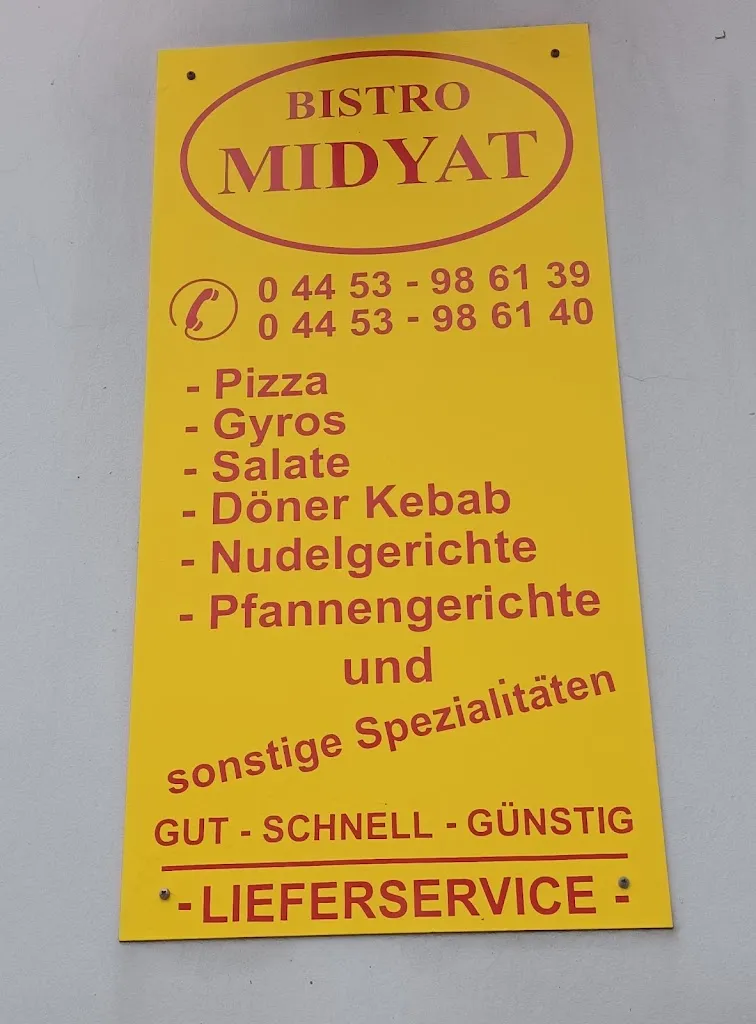 BISTRO
MIDYAT
0 44 53 - 98 61 39
0 44 53 - 98 61 40
- Pizza
- Gyros
- Salate
- Döner Kebab
- Nudelgerichte
- Pfannengerichte
und
sonstige Spezialitäten
GUT - SCHNELL - GÜNSTIG
- LIEFERSERVICE -